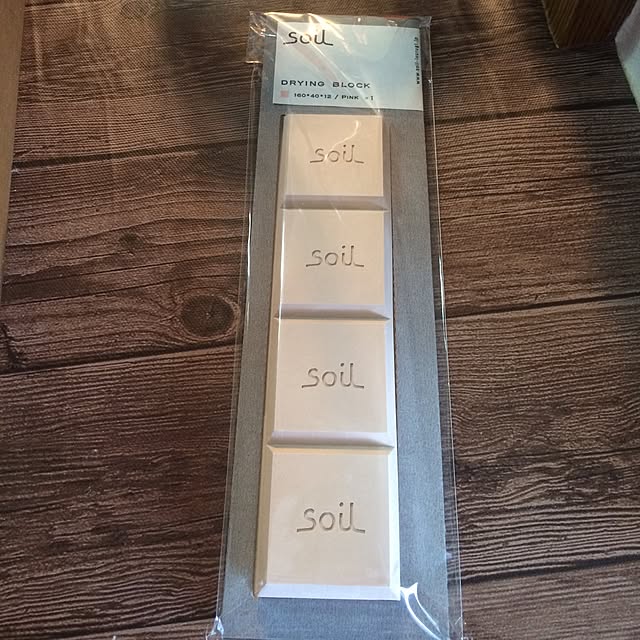 soil
DRYING BLOCK
160*40*12 / PINK ×1
soil
soil
soil
soil